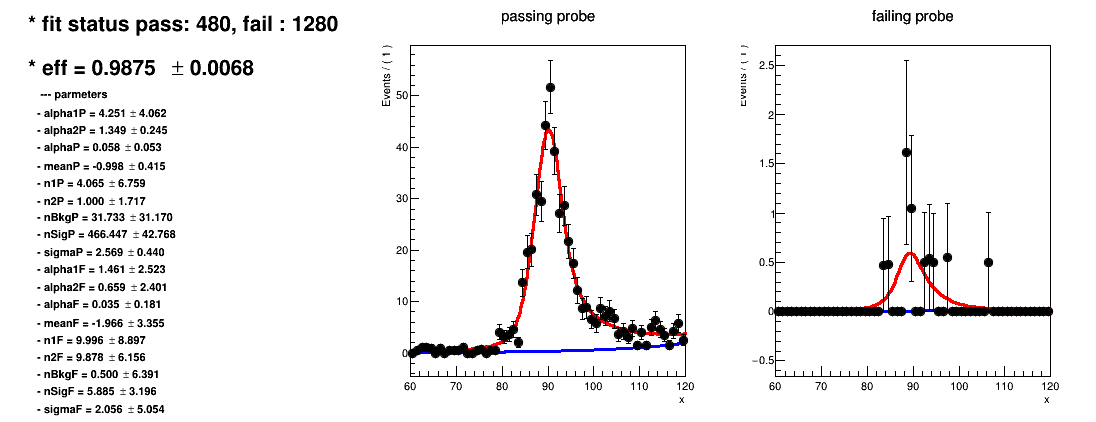 * fit status pass: 480, fail : 1280
* eff = 0.9875 ± 0.0068
--- parmeters
- alpha1P = 4.251 ± 4.062
- alpha2P = 1.349 ± 0.245
- alphaP = 0.058 ± 0.053
- meanP = -0.998 ± 0.415
- n1P = 4.065 ± 6.759
- n2P = 1.000 ± 1.717
- nBkgP = 31.733 ± 31.170
- nSigP = 466.447 ± 42.768
- sigmaP = 2.569 ± 0.440
- alpha1F = 1.461 ± 2.523
- alpha2F = 0.659 ± 2.401
- alphaF = 0.035 ± 0.181
- meanF = -1.966 ± 3.355
- n1F = 9.996 ± 8.897
- n2F = 9.878 ± 6.156
- nBkgF = 0.500 ± 6.391
- nSigF = 5.885 ± 3.196
- sigmaF = 2.056 ± 5.054
passing probe
Events / ( 1 )
50
40
30
20
10
0
60 70 80 90 100 110 120
x
failing probe
Events / ( 1 )
2.5
2
1.5
1
0.5
0
−0.5
60 70 80 90 100 110 120
x